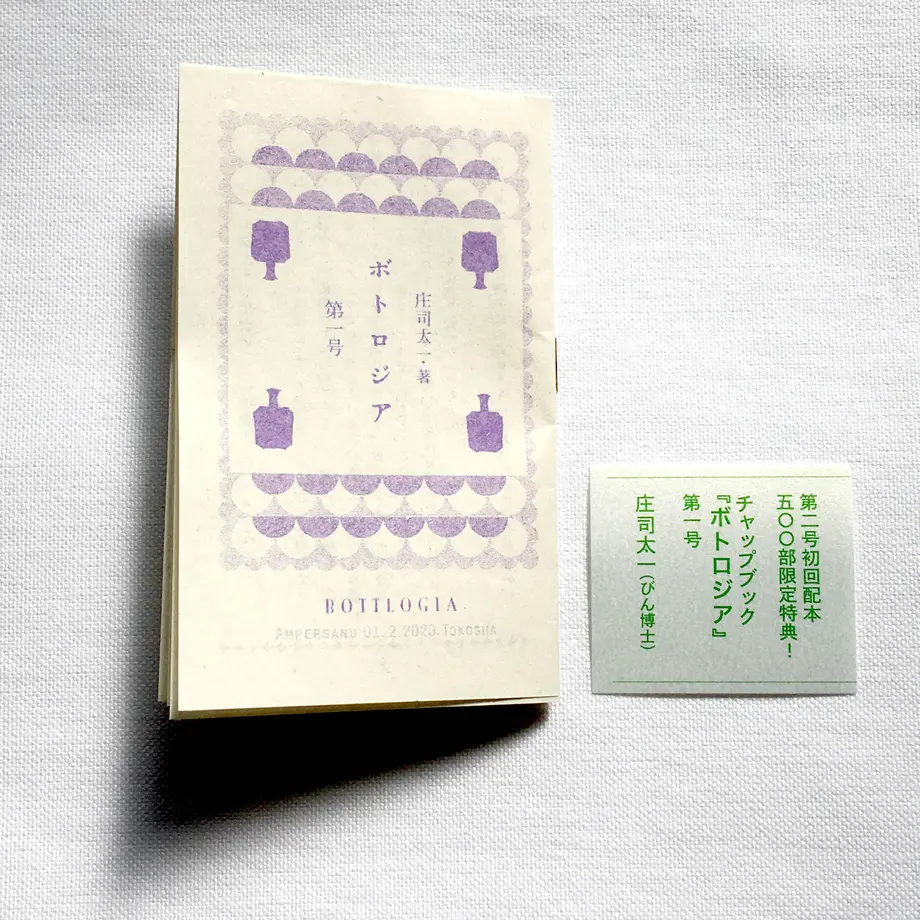 庄司太一・著
ボトロジア
第一号
BOTTLOGIA
AMPERSAND 01.2.2020.TOKOSHA
第二号初回配本
五〇〇部限定特典!
チャップブック
『ボトロジア』
第一号
庄司太一(びん博士)